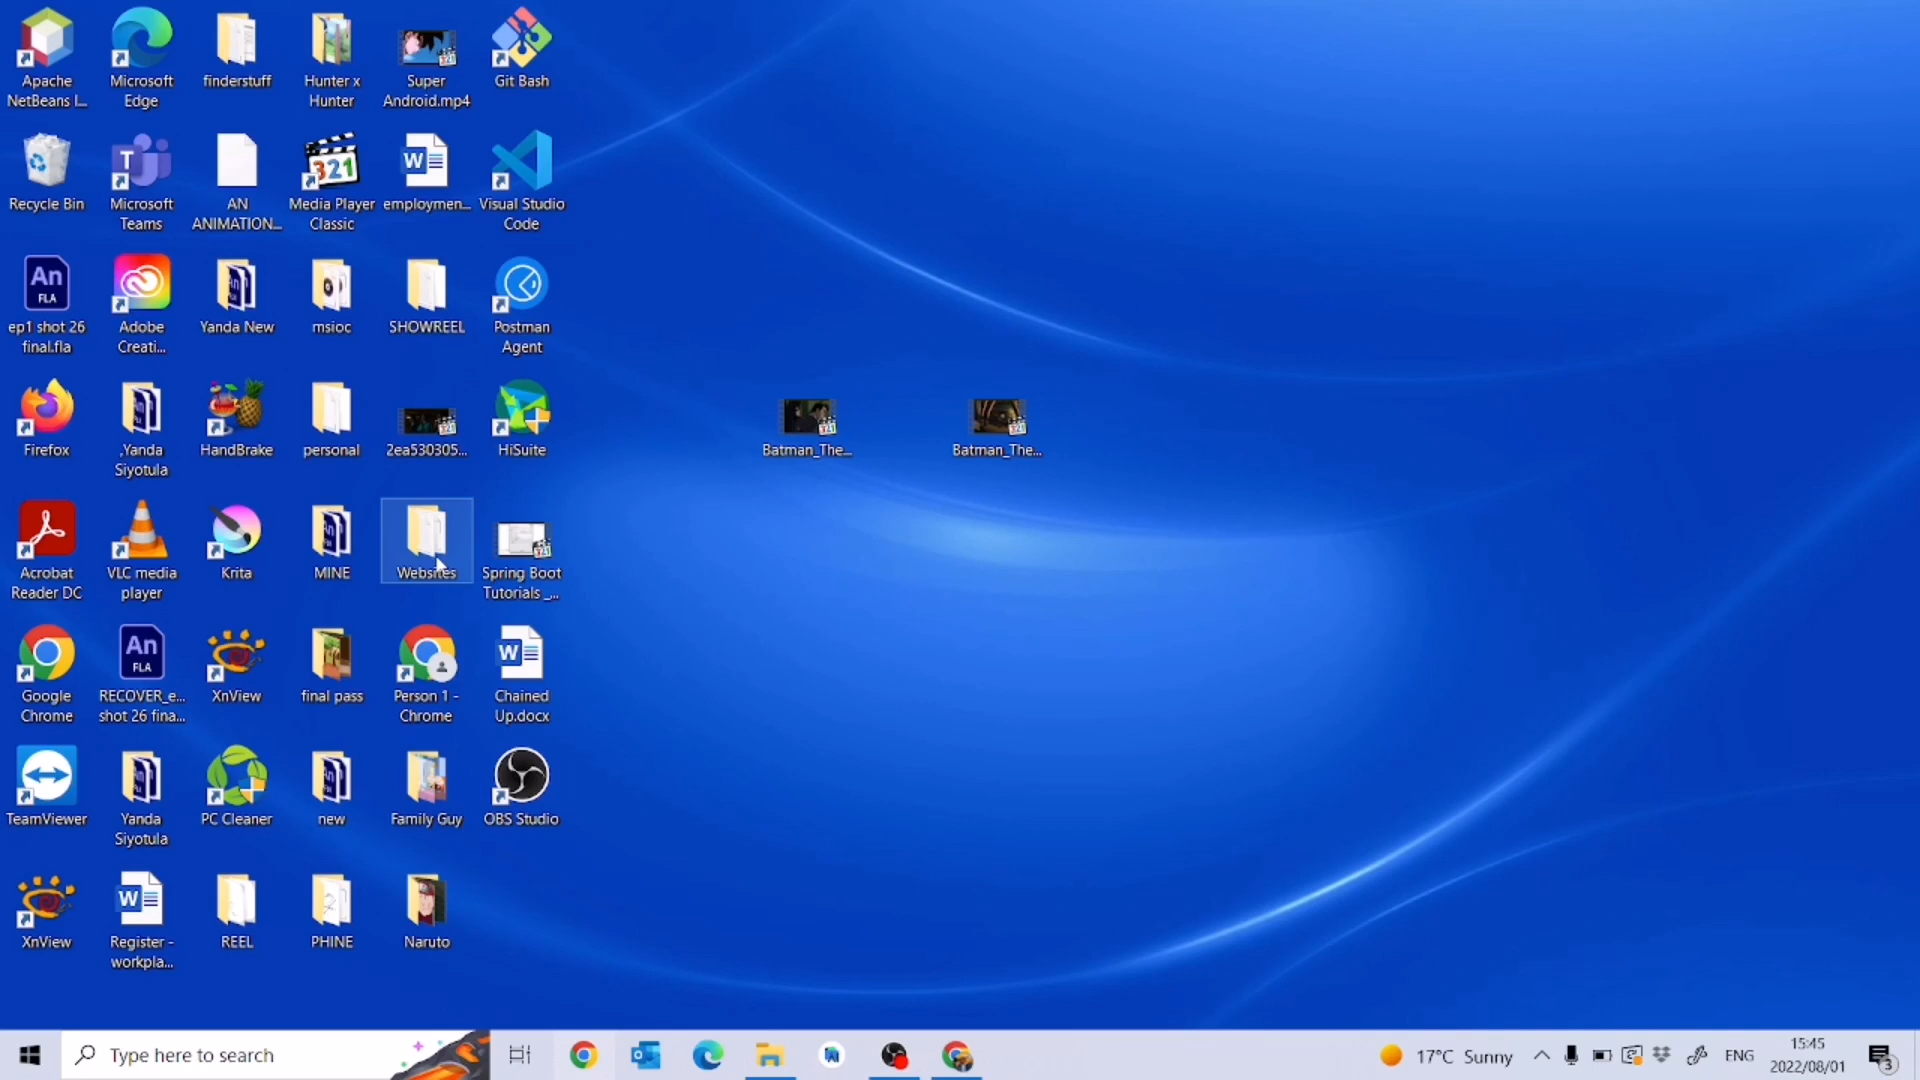 Apache
NetBeans I...
Microsoft
Edge
finderstuff
Hunter x
Hunter
Super
Android.mp4
Git Bash
Recycle Bin
Microsoft
Teams
AN
ANIMATION...
Media Player
Classic
employmen...
Visual Studio
Code
ep1 shot 26
final.fla
Adobe
Creati...
Yanda New
msioc
SHOWREEL
Postman
Agent
Firefox
,Yanda
Siyotula
HandBrake
personal
2ea530305...
HiSuite
Batman_The...
Batman_The...
Acrobat
Reader DC
VLC media
player
Krita
MINE
Websites
Spring Boot
Tutorials _...
Google
Chrome
RECOVER_e...
shot 26 fina...
XnView
final pass
Person 1 -
Chrome
Chained
Up.docx
TeamViewer
Yanda
Siyotula
PC Cleaner
new
Family Guy
OBS Studio
XnView
Register -
workpla...
REEL
PHINE
Naruto
Type here to search
17°C Sunny
ENG
15:45
2022/08/01
3